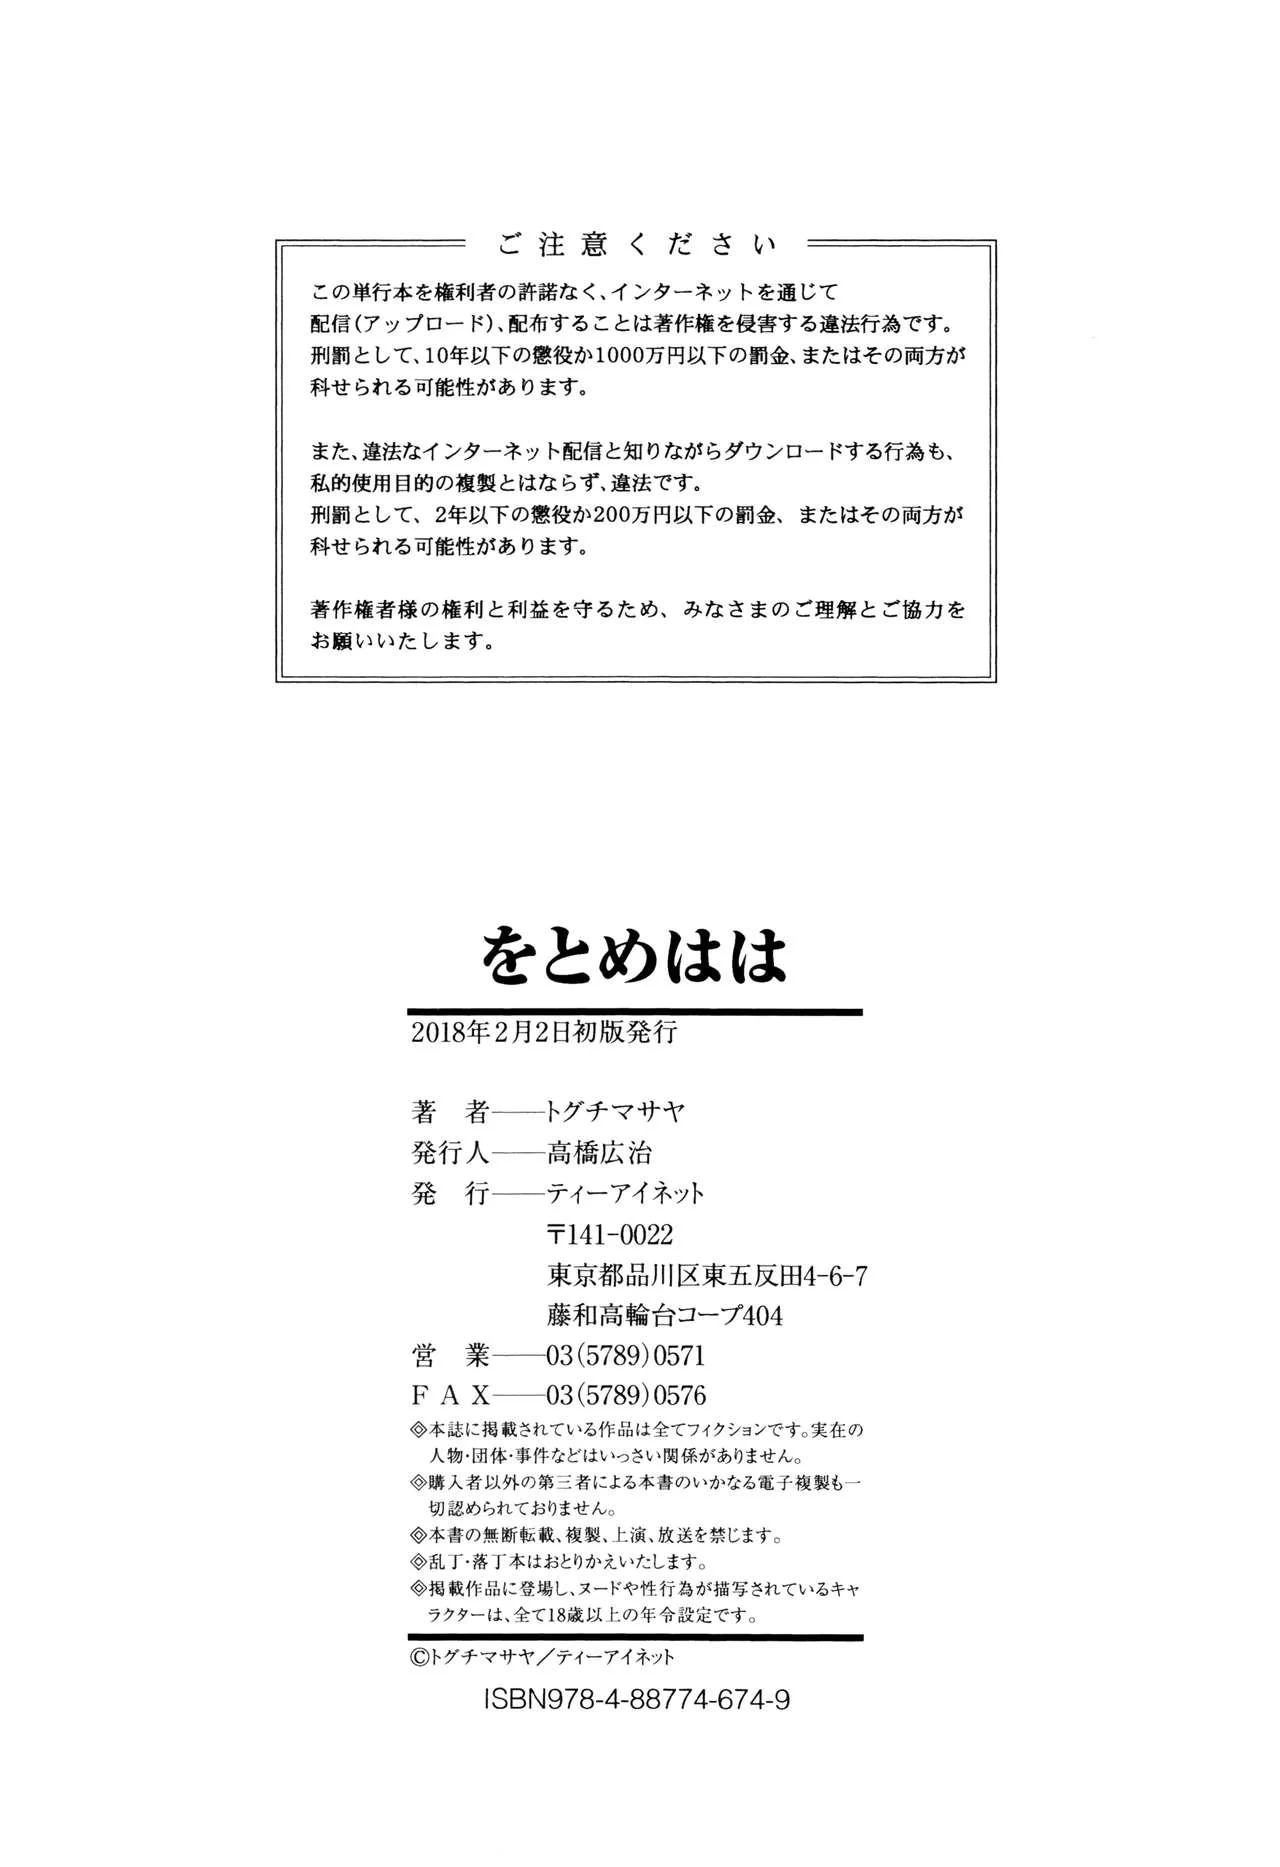 ご注意ください
この単行本を権利者の許諾なく、インターネットを通じて
配信(アップロード)、配布することは著作権を侵害する違法行為です。
刑罰として、10年以下の懲役か1000万円以下の罰金、またはその両方が
科せられる可能性があります。
また、違法なインターネット配信と知りながらダウンロードする行為も、
私的使用目的の複製とはならず、違法です。
刑罰として、2年以下の懲役か200万円以下の罰金、またはその両方が
科せられる可能性があります。
著作権者様の権利と利益を守るため、みなさまのご理解とご協力を
お願いいたします。
をとめはは
2018年2月2日初版発行
著　者――トグチマサヤ
発行人――高橋広治
発　行――ティーアイネット
〒141-0022
東京都品川区東五反田4-6-7
藤和高輪台コープ404
営　業――03(5789)0571
FAX――03(5789)0576
◎本誌に掲載されている作品は全てフィクションです。実在の
人物・団体・事件などはいっさい関係がありません。
◎購入者以外の第三者による本書のいかなる電子複製も一
切認められておりません。
◎本書の無断転載、複製、上演、放送を禁じます。
◎乱丁・落丁本はおとりかえいたします。
◎掲載作品に登場し、ヌードや性行為が描写されているキャ
ラクターは、全て18歳以上の年令設定です。
©トグチマサヤ／ティーアイネット
ISBN978-4-88774-674-9